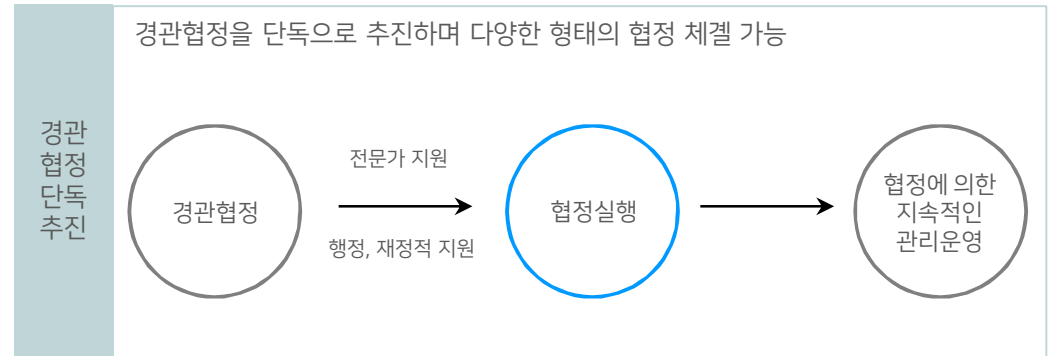 경관협정을 단독으로 추진하며 다양한 형태의 협정 체곌 가능
경관
협정
단독
추진
경관협정
전문가 지원
행정, 재정적 지원
협정실행
협정에 의한
지속적인
관리운영